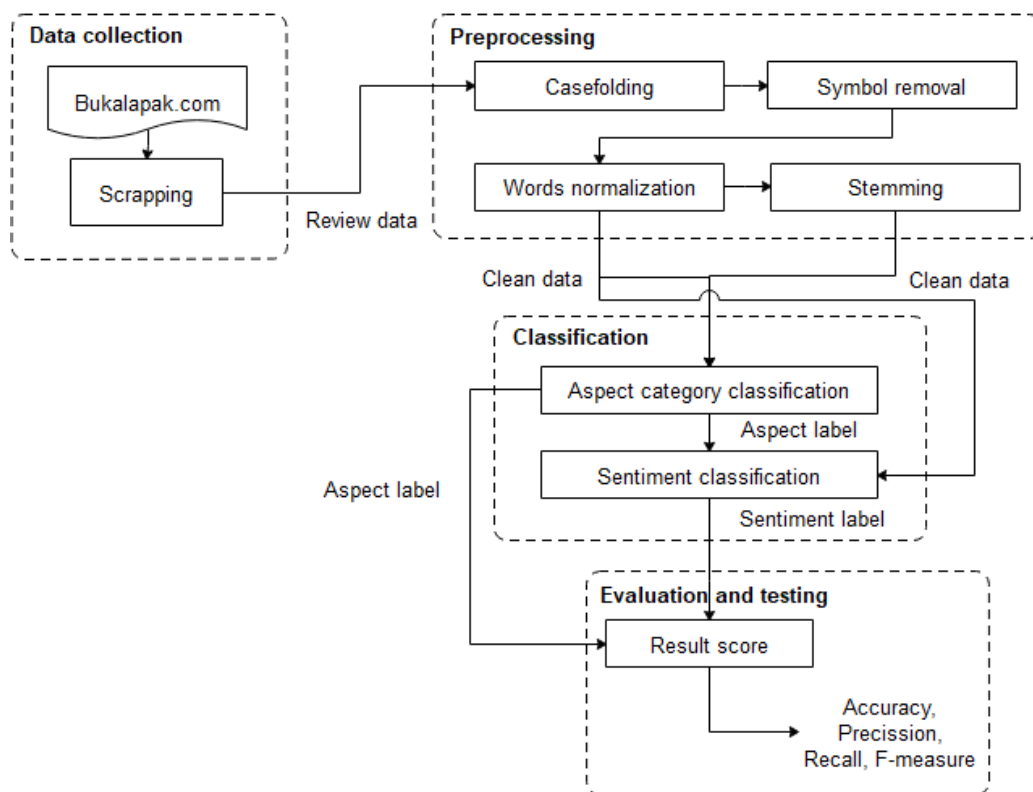 Data collection
Bukalapak.com
Scrapping
Review data
Preprocessing
Casefolding
Symbol removal
Words normalization
Stemming
Clean data
Clean data
Classification
Aspect category classification
Aspect label
Sentiment classification
Sentiment label
Aspect label
Evaluation and testing
Result score
Accuracy,
Precission,
Recall, F-measure